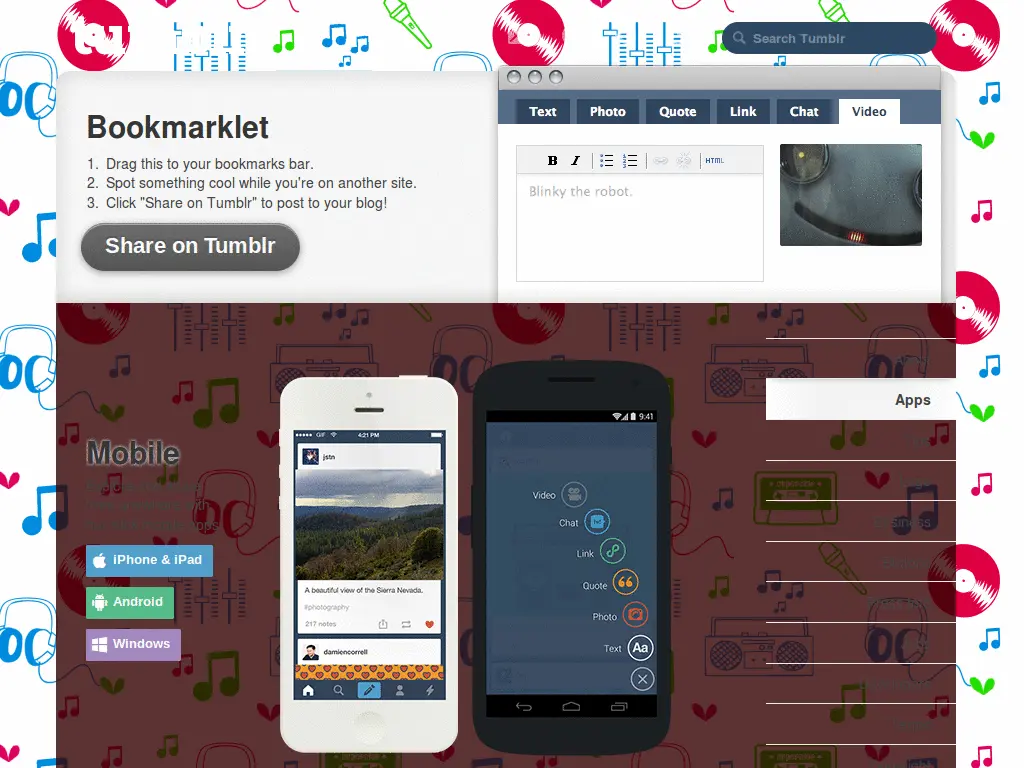 tumblr
Search Tumblr
Bookmarklet
1. Drag this to your bookmarks bar.
2. Spot something cool while you're on another site.
3. Click "Share on Tumblr" to post to your blog!
Share on Tumblr
Text Photo Quote Link Chat Video
B I HTML
Blinky the robot.
Apps
Business
Mobile
iPhone & iPad
Android
Windows
GIF 4:21 PM
jstn
A beautiful view of the Sierra Nevada.
#photography
217 notes
damiencorrell
9:41
Video
Chat
Link
Quote
Photo
Text Aa